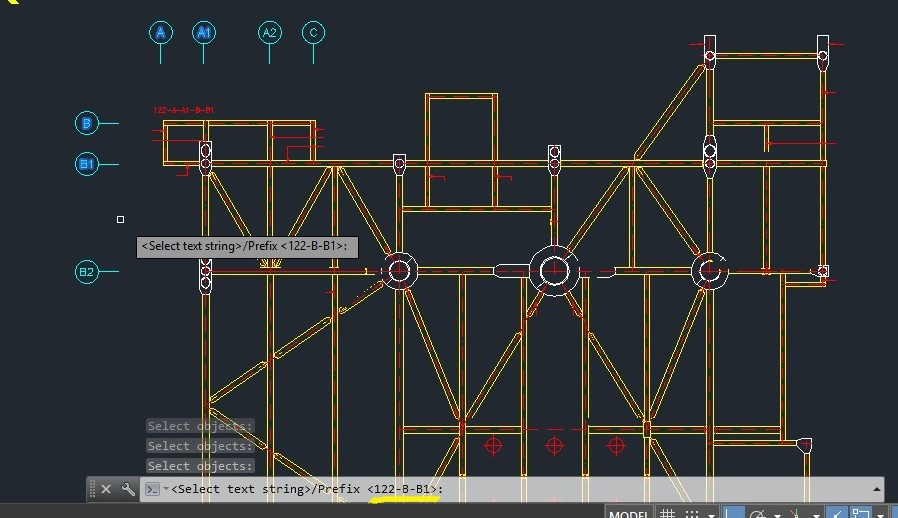 A A1 A2 C
122-A-A1-B-B1
B
B1
<Select text string>/Prefix <122-B-B1>:
B2
Select objects:
Select objects:
Select objects:
<Select text string>/Prefix <122-B-B1>:
MODEL